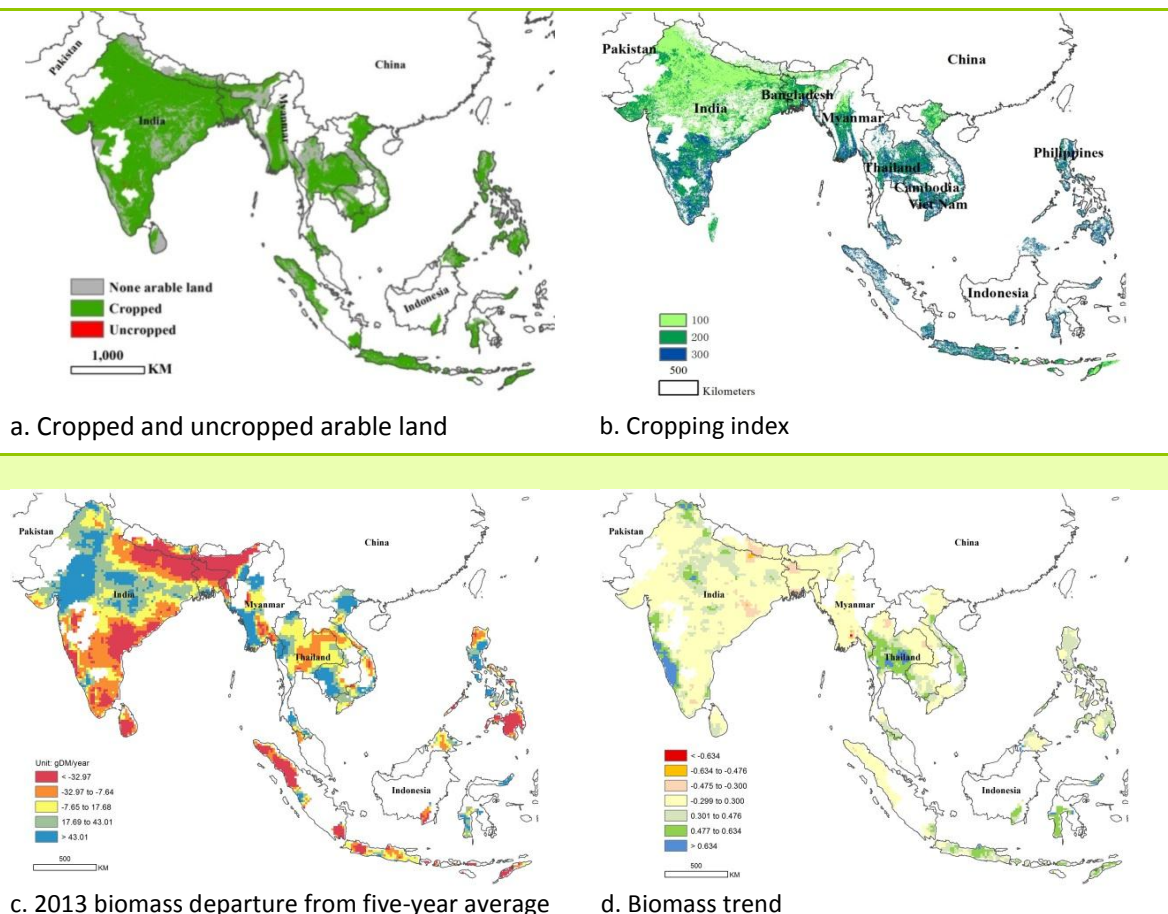 Pakistan
China
India
Myanmar
Indonesia
None arable land
Cropped
Uncropped
1,000
KM
a. Cropped and uncropped arable land
Pakistan
China
India
Bangladesh
Myanmar
Thailand
Philippines
Cambodia
Viet Nam
Indonesia
100
200
300
500
Kilometers
b. Cropping index
Pakistan
China
India
Myanmar
Thailand
Indonesia
Unit: gDM/year
< -32.97
-32.97 to -7.64
-7.65 to 17.68
17.69 to 43.01
> 43.01
500
KM
c. 2013 biomass departure from five-year average
Pakistan
China
India
Myanmar
Thailand
Indonesia
< -0.634
-0.634 to -0.476
-0.475 to -0.300
-0.299 to 0.300
0.301 to 0.476
0.477 to 0.634
> 0.634
500
KM
d. Biomass trend